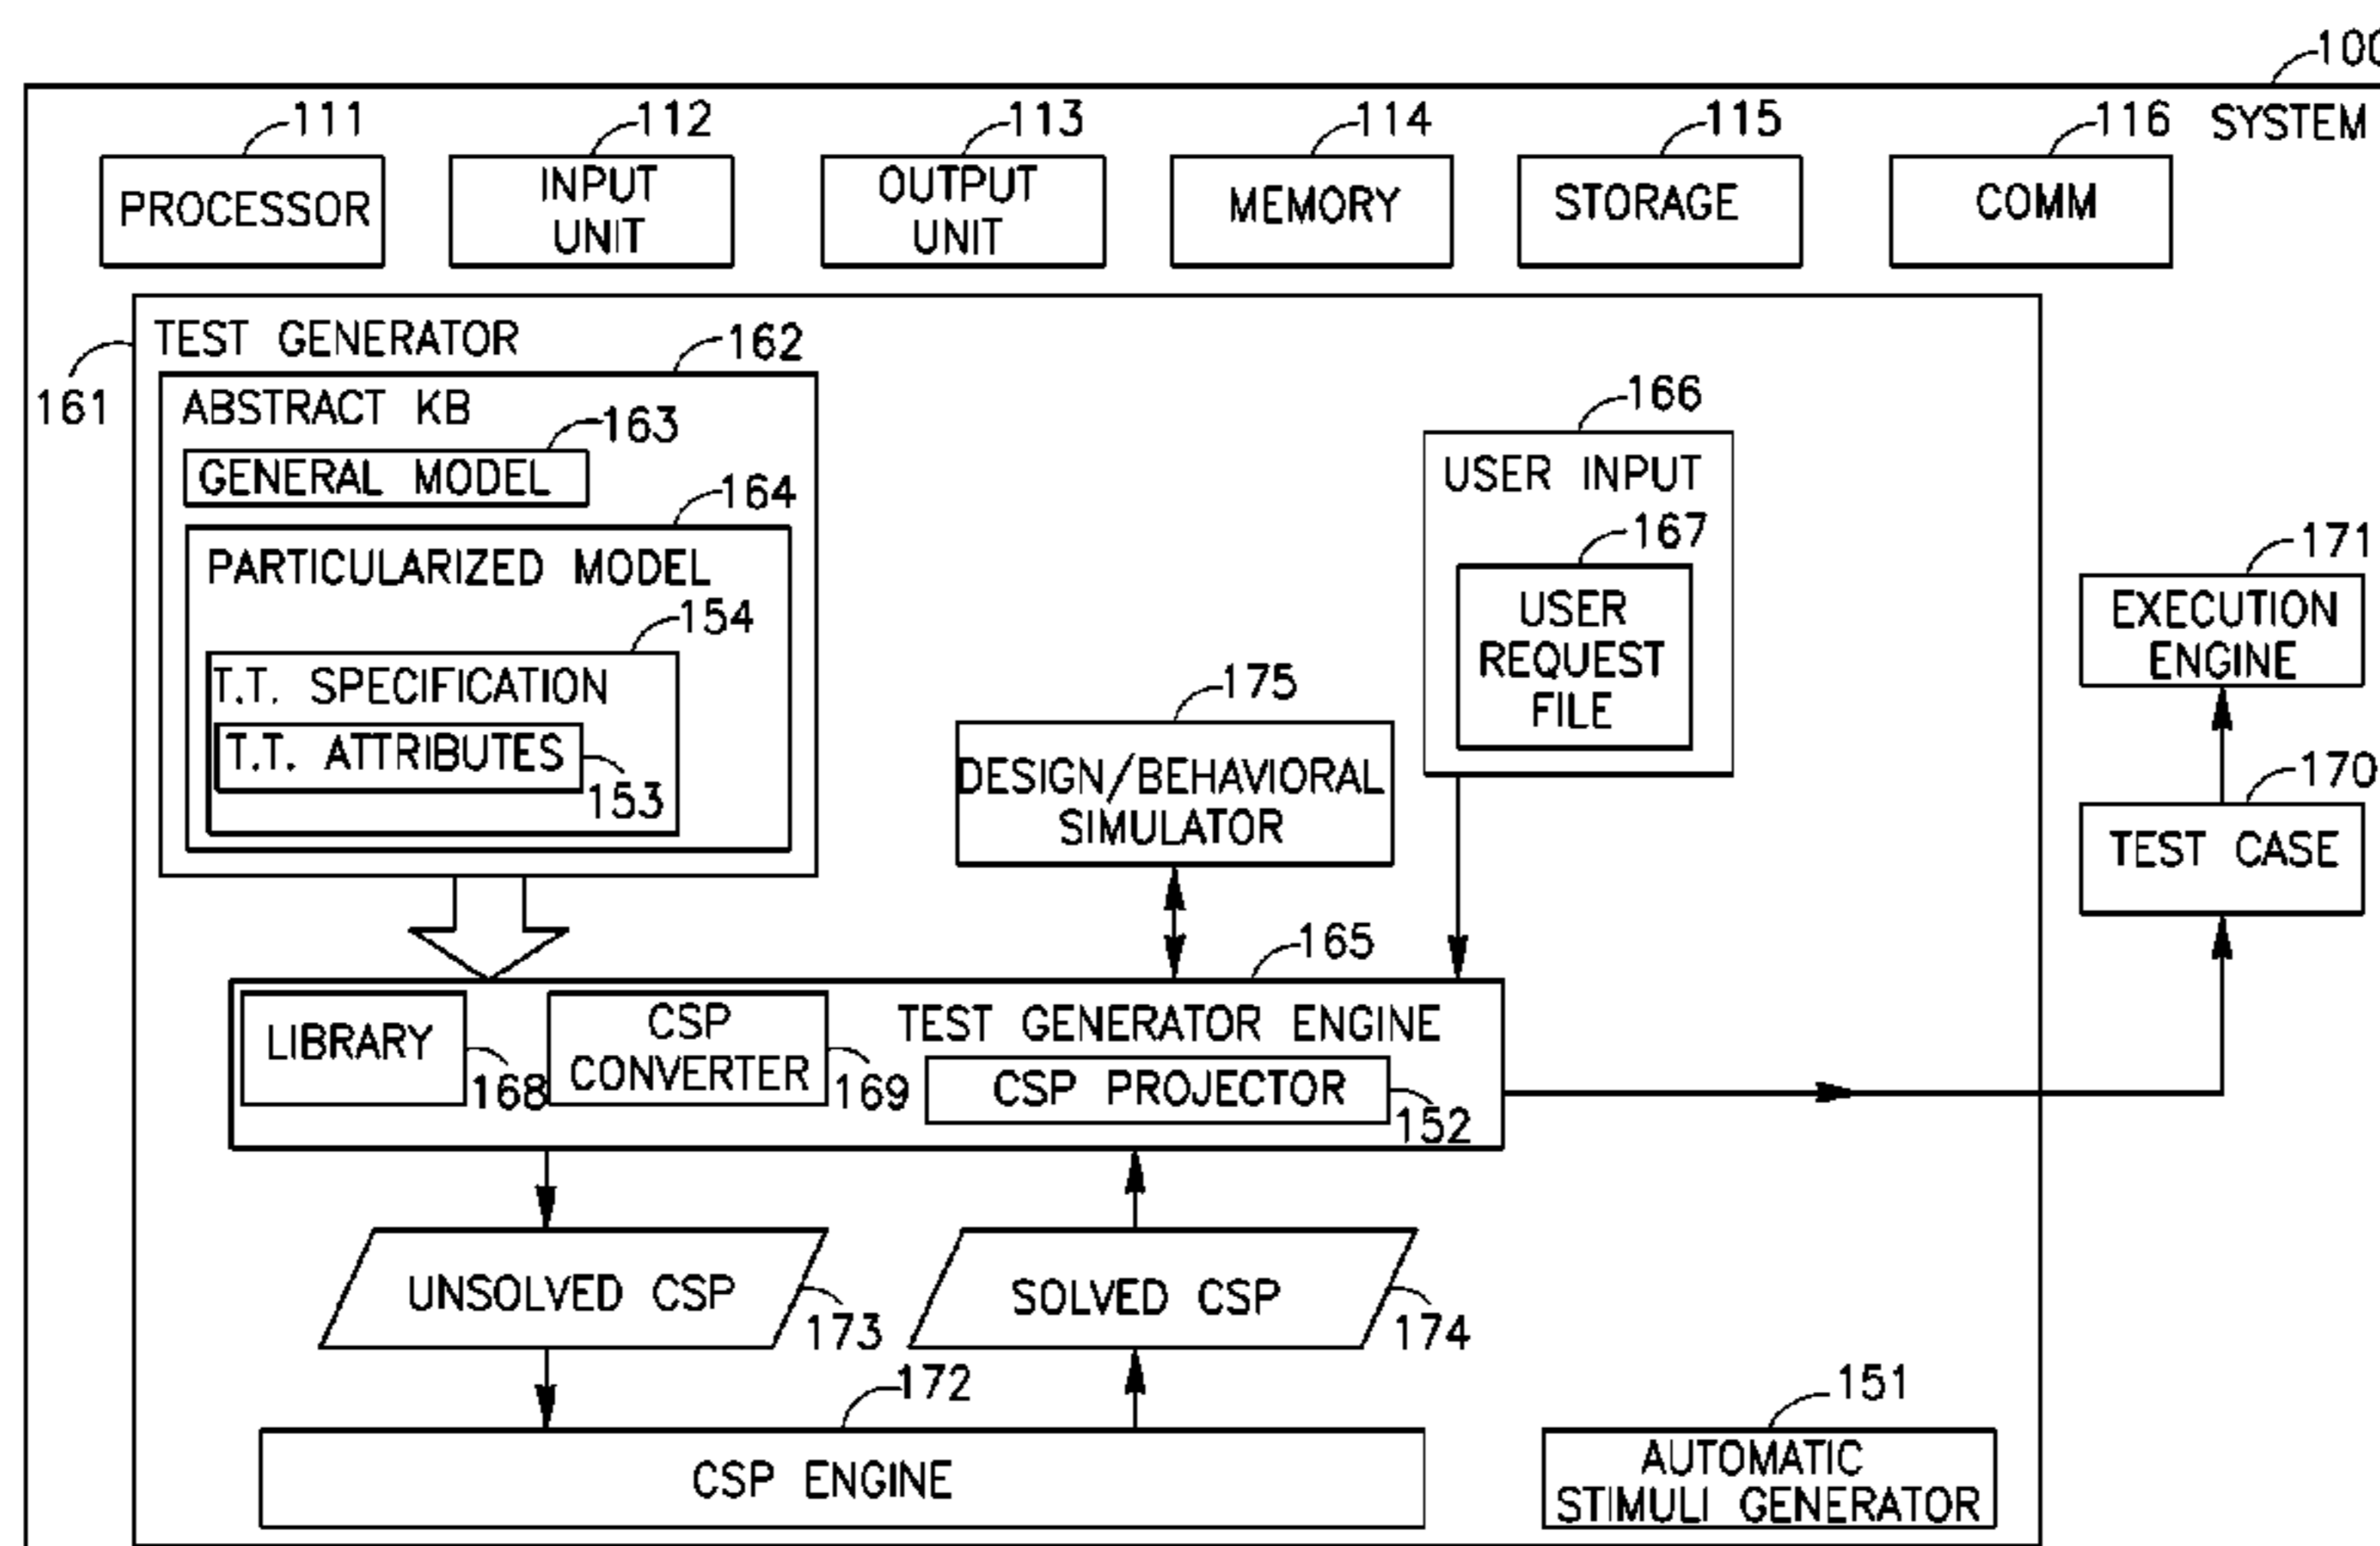 100
SYSTEM
111
112
113
114
115
116
PROCESSOR
INPUT
UNIT
OUTPUT
UNIT
MEMORY
STORAGE
COMM
161
TEST GENERATOR
162
ABSTRACT KB
163
GENERAL MODEL
164
PARTICULARIZED MODEL
154
T.T. SPECIFICATION
T.T. ATTRIBUTES
153
166
USER INPUT
167
USER
REQUEST
FILE
175
DESIGN/BEHAVIORAL
SIMULATOR
171
EXECUTION
ENGINE
170
TEST CASE
165
LIBRARY
168
CSP
CONVERTER
169
TEST GENERATOR ENGINE
CSP PROJECTOR
152
UNSOLVED CSP
173
SOLVED CSP
174
172
CSP ENGINE
151
AUTOMATIC
STIMULI GENERATOR